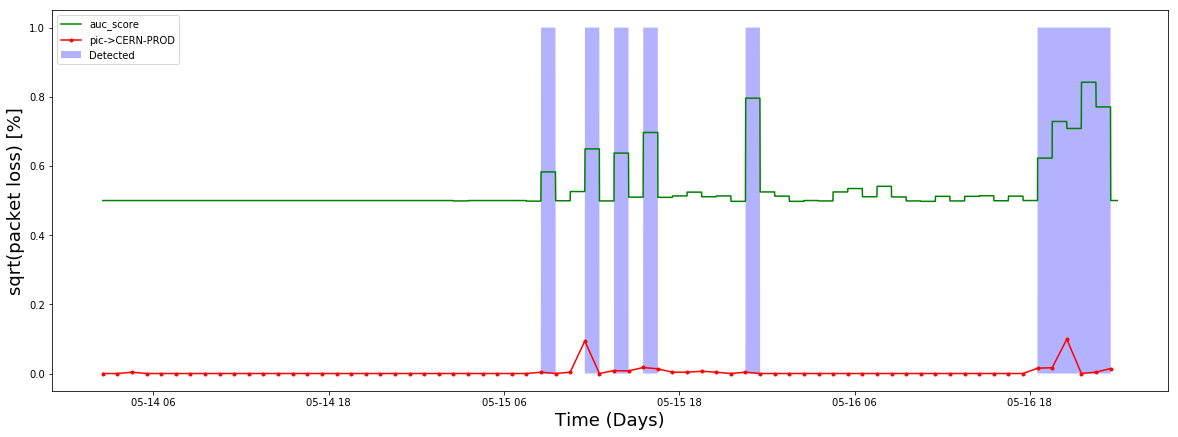 auc_score
pic->CERN-PROD
Detected
1.0
0.8
0.6
0.4
0.2
0.0
sqrt(packet loss) [%]
05-14 06
05-14 18
05-15 06
05-15 18
05-16 06
05-16 18
Time (Days)